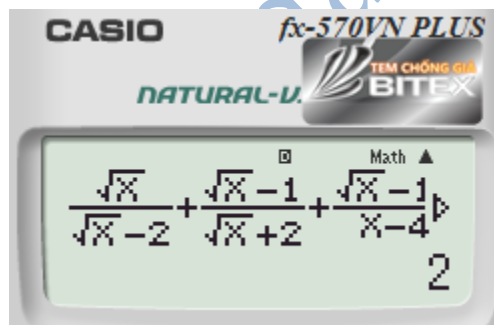 CASIO fx-570VN PLUS
TEM CHỐNG GIẢ
NATURAL-V. BITEX
D Math ▲
√x/(√x-2) + (√x-1)/(√x+2) + (√x-1)/(x-4) ▷
2